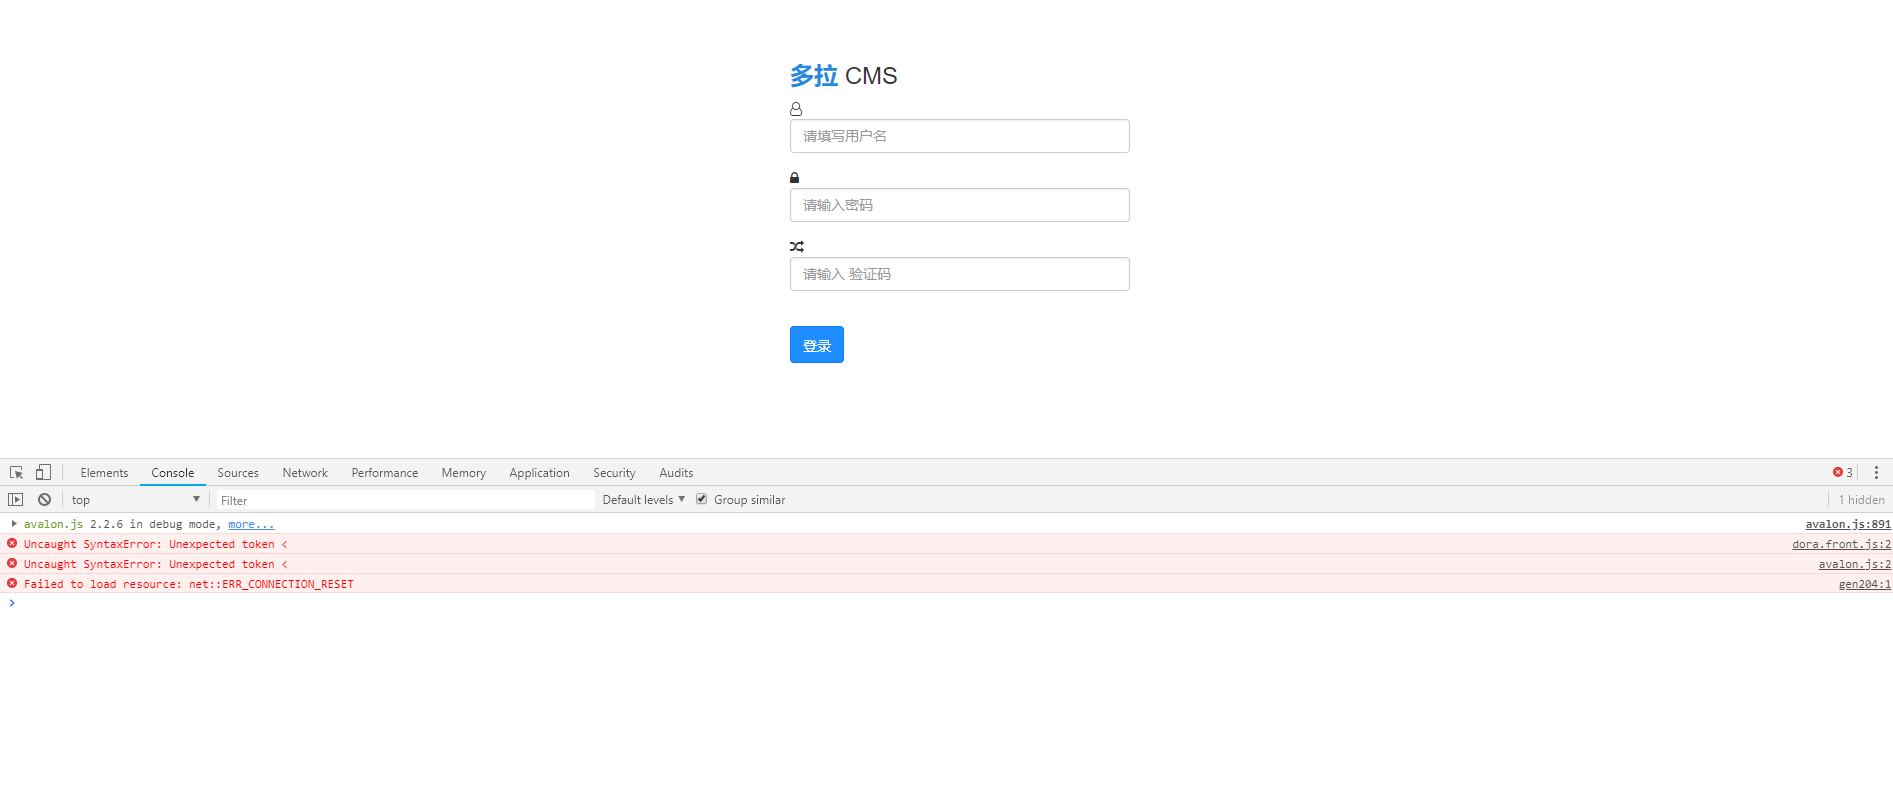 多拉 CMS
请填写用户名
请输入密码
请输入 验证码
登录
Elements Console Sources Network Performance Memory Application Security Audits 3
top Filter Default levels Group similar 1 hidden
avalon.js 2.2.6 in debug mode, more... avalon.js:891
Uncaught SyntaxError: Unexpected token < dora.front.js:2
Uncaught SyntaxError: Unexpected token < avalon.js:2
Failed to load resource: net::ERR_CONNECTION_RESET gen204:1